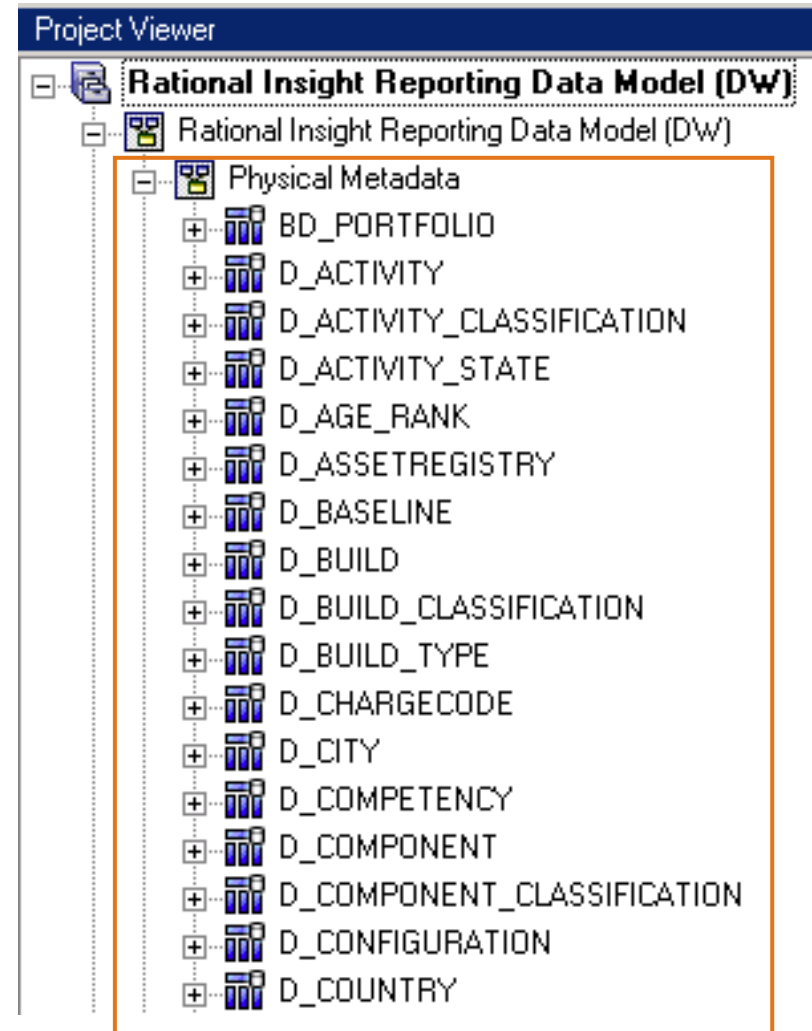 Project Viewer
Rational Insight Reporting Data Model (DW)
Rational Insight Reporting Data Model (DW)
Physical Metadata
BD_PORTFOLIO
D_ACTIVITY
D_ACTIVITY_CLASSIFICATION
D_ACTIVITY_STATE
D_AGE_RANK
D_ASSETREGISTRY
D_BASELINE
D_BUILD
D_BUILD_CLASSIFICATION
D_BUILD_TYPE
D_CHARGECODE
D_CITY
D_COMPETENCY
D_COMPONENT
D_COMPONENT_CLASSIFICATION
D_CONFIGURATION
D_COUNTRY